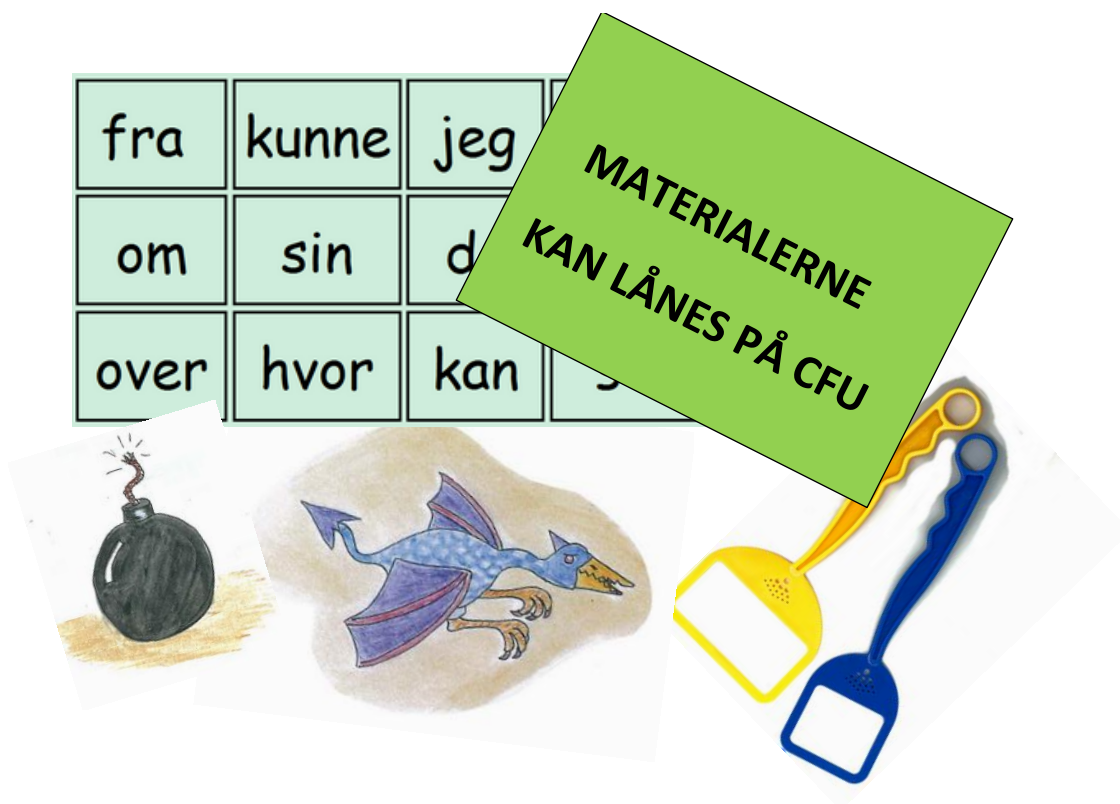 fra kunne jeg
om sin
over hvor kan
MATERIALERNE
KAN LÅNES PÅ CFU